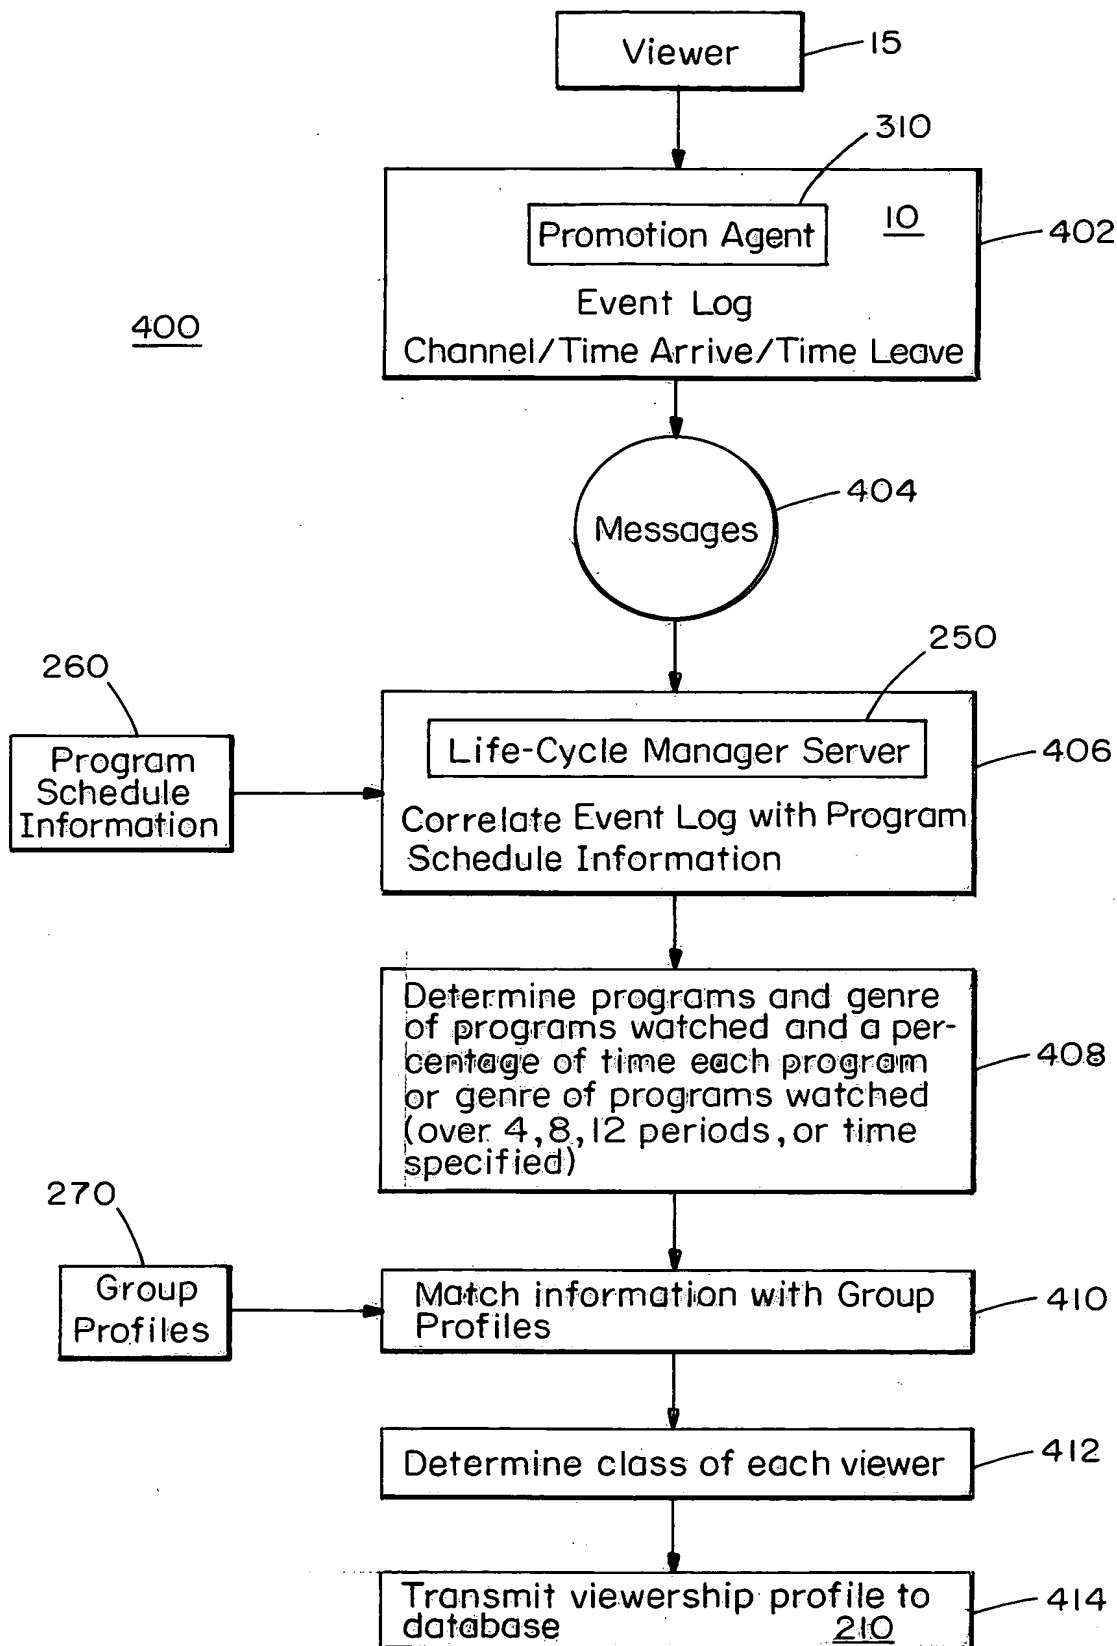 Viewer
15
310
Promotion Agent
10
402
Event Log
Channel/Time Arrive/Time Leave
400
Messages
404
250
260
Life-Cycle Manager Server
406
Program
Schedule
Information
Correlate Event Log with Program
Schedule Information
Determine programs and genre
of programs watched and a per-
centage of time each program
or genre of programs watched
(over 4,8,12 periods, or time
specified)
408
270
Group
Profiles
Match information with Group
Profiles
410
Determine class of each viewer
412
Transmit viewership profile to
database
210
414